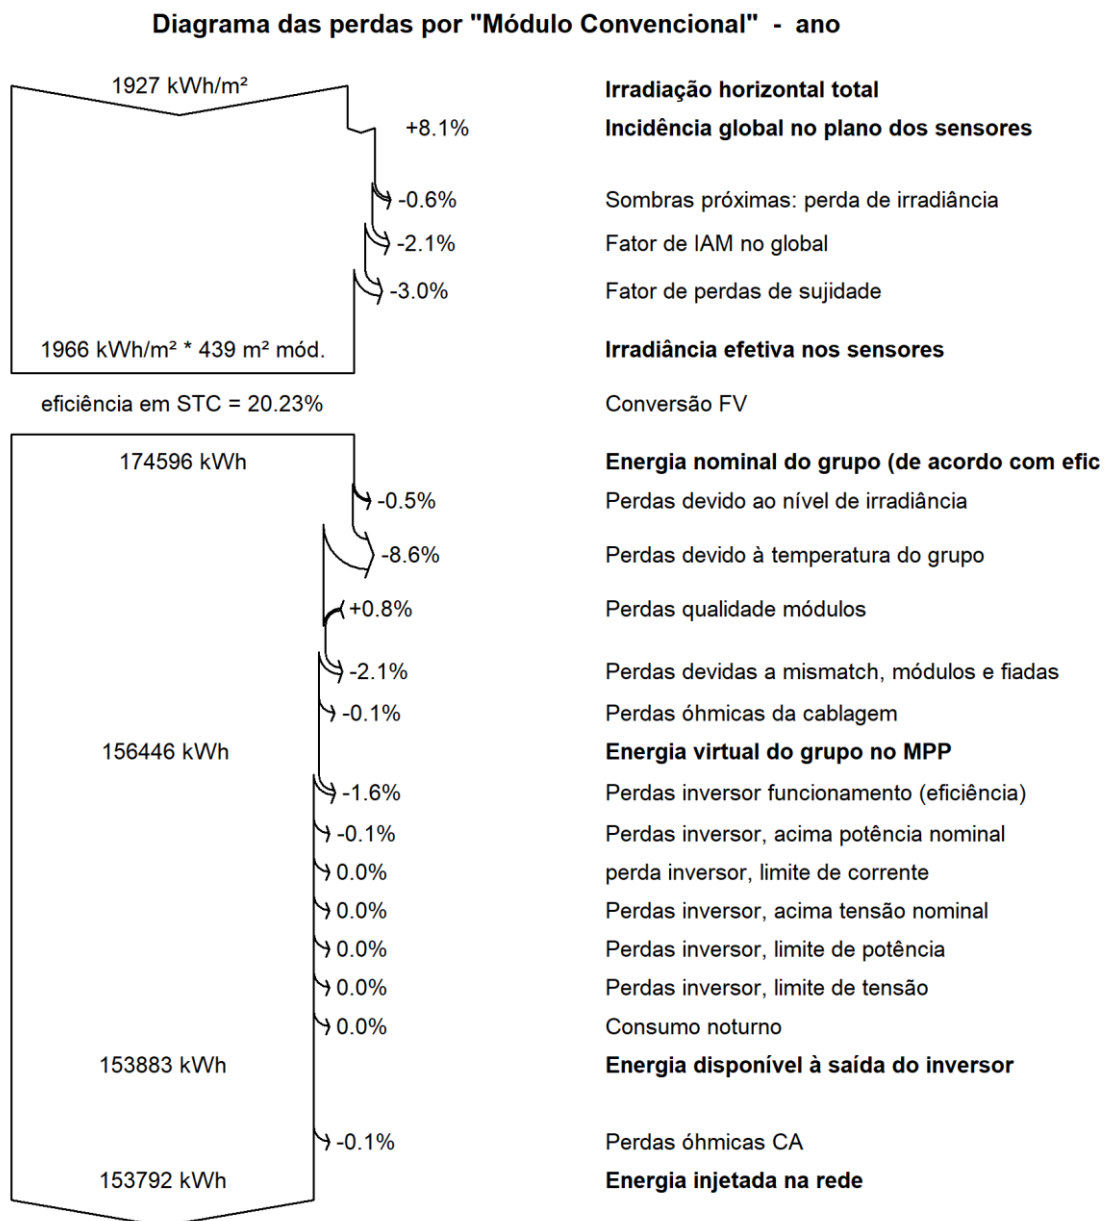 Diagrama das perdas por "Módulo Convencional" - ano
1927 kWh/m² Irradiação horizontal total
+8.1% Incidência global no plano dos sensores
-0.6% Sombras próximas: perda de irradiância
-2.1% Fator de IAM no global
-3.0% Fator de perdas de sujidade
1966 kWh/m² * 439 m² mód. Irradiância efetiva nos sensores
eficiência em STC = 20.23% Conversão FV
174596 kWh Energia nominal do grupo (de acordo com efic
-0.5% Perdas devido ao nível de irradiância
-8.6% Perdas devido à temperatura do grupo
+0.8% Perdas qualidade módulos
-2.1% Perdas devidas a mismatch, módulos e fiadas
-0.1% Perdas óhmicas da cablagem
156446 kWh Energia virtual do grupo no MPP
-1.6% Perdas inversor funcionamento (eficiência)
-0.1% Perdas inversor, acima potência nominal
0.0% perda inversor, limite de corrente
0.0% Perdas inversor, acima tensão nominal
0.0% Perdas inversor, limite de potência
0.0% Perdas inversor, limite de tensão
0.0% Consumo noturno
153883 kWh Energia disponível à saída do inversor
-0.1% Perdas óhmicas CA
153792 kWh Energia injetada na rede